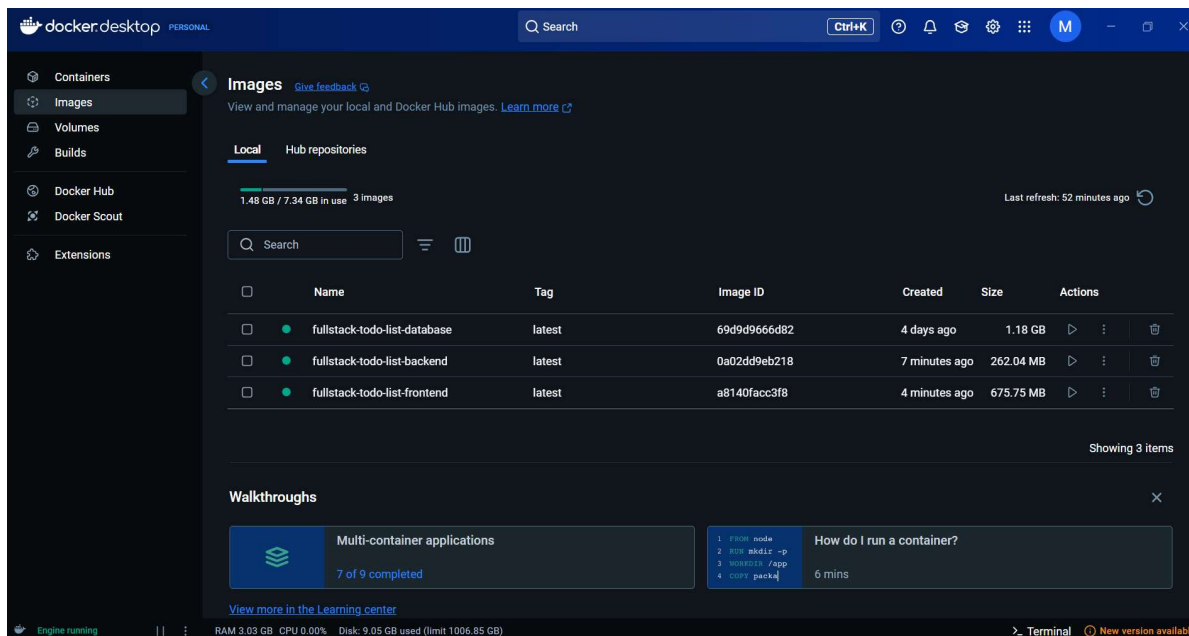 docker.desktop PERSONAL
Search Ctrl+K
M
Containers
Images
Volumes
Builds
Docker Hub
Docker Scout
Extensions
Images Give feedback
View and manage your local and Docker Hub images. Learn more
Local Hub repositories
1.48 GB / 7.34 GB in use 3 images
Last refresh: 52 minutes ago
Search
Name Tag Image ID Created Size Actions
fullstack-todo-list-database latest 69d9d9666d82 4 days ago 1.18 GB
fullstack-todo-list-backend latest 0a02dd9eb218 7 minutes ago 262.04 MB
fullstack-todo-list-frontend latest a8140facc3f8 4 minutes ago 675.75 MB
Showing 3 items
Walkthroughs
Multi-container applications
7 of 9 completed
1 FROM node
2 RUN mkdir -p
3 WORKDIR /app
4 COPY packa
How do I run a container?
6 mins
View more in the Learning center
Engine running
RAM 3.03 GB CPU 0.00% Disk: 9.05 GB used (limit 1006.85 GB)
Terminal
New version availabl